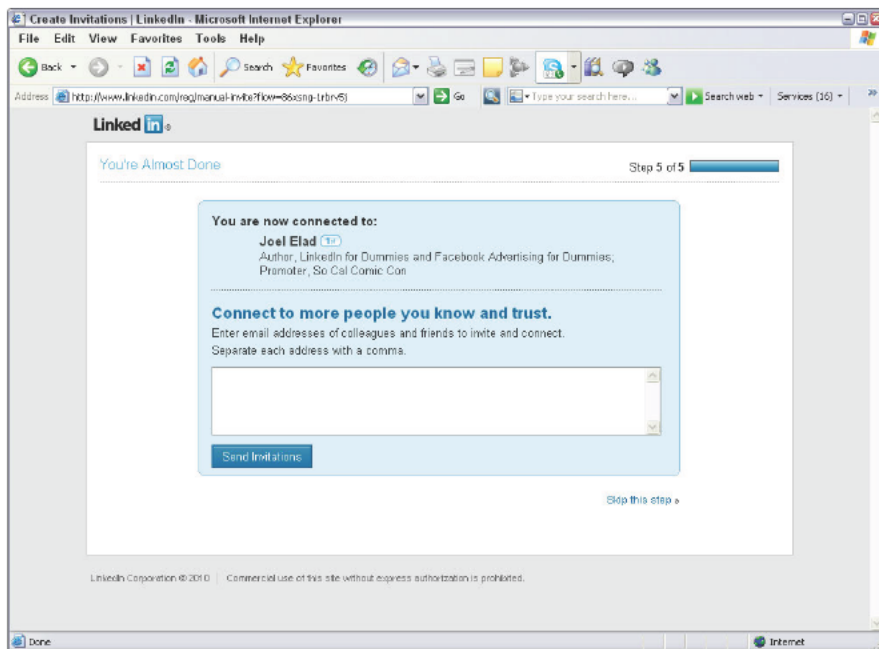 Create Invitations | LinkedIn - Microsoft Internet Explorer
File Edit View Favorites Tools Help
Back Search Favorites
Address http://www.linkedin.com/reg/manual-invite?flow= Go Type your search here... Search web Services (16) »
Linked in ®
You're Almost Done
Step 5 of 5
You are now connected to:
Joel Elad 1st
Author, LinkedIn for Dummies and Facebook Advertising for Dummies;
Promoter, So Cal Comic Con
Connect to more people you know and trust.
Enter email addresses of colleagues and friends to invite and connect.
Separate each address with a comma.
Send Invitations
Skip this step »
LinkedIn Corporation © 2010 | Commercial use of this site without express authorization is prohibited.
Done Internet